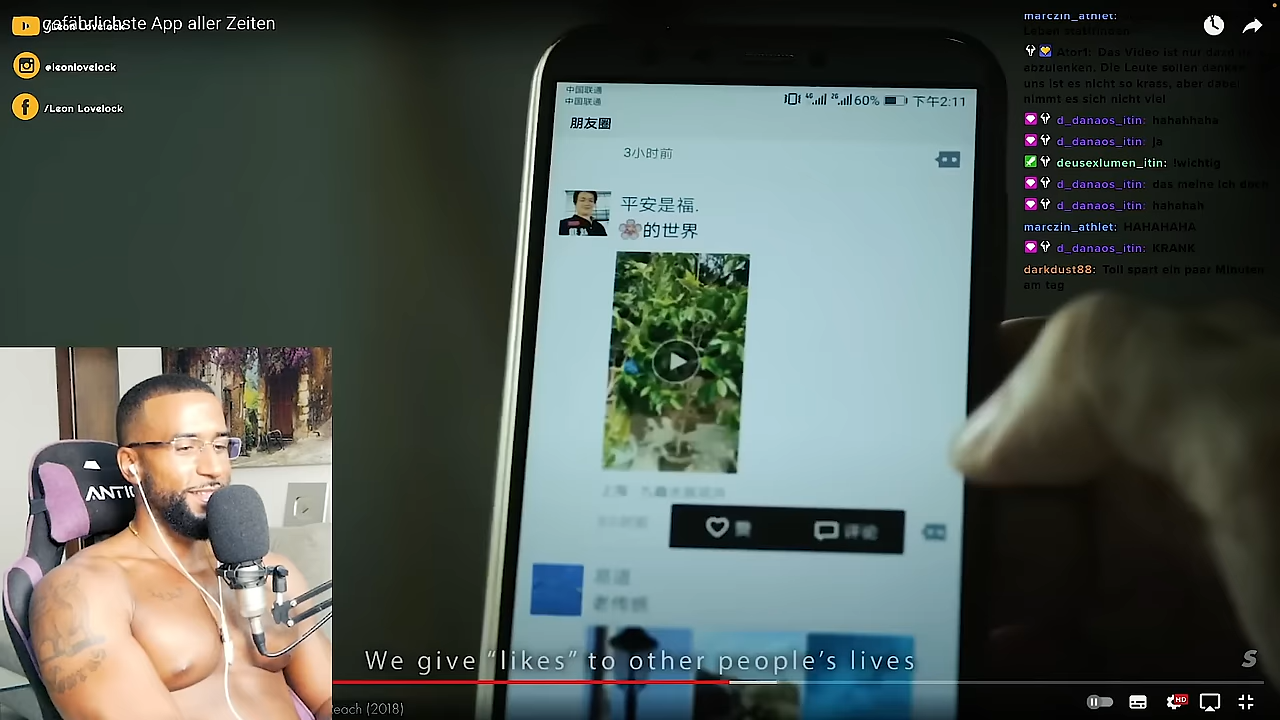 gefährlichste App aller Zeiten
/Leon Lovelock
@leonlovelock
/Leon Lovelock
ANTI
中国联通
中国联通
60%
下午2:11
朋友圈
3小时前
平安是福.
的世界
赞
评论
We give “likes” to other people’s lives
each (2018)
HD
S
marczin_athlet:
Ator1: Das Video ist nur dazu
abzulenken. Die Leute sollen denken
uns ist es nicht so krass, aber dabei
nimmt es sich nicht viel
d_danaos_itin: hahahhaha
d_danaos_itin: ja
deusexlumen_itin: !wichtig
d_danaos_itin: das meine ich doch
d_danaos_itin: hahahah
marczin_athlet: HAHAHAHA
d_danaos_itin: KRANK
darkdust88: Toll spart ein paar Minuten
am tag